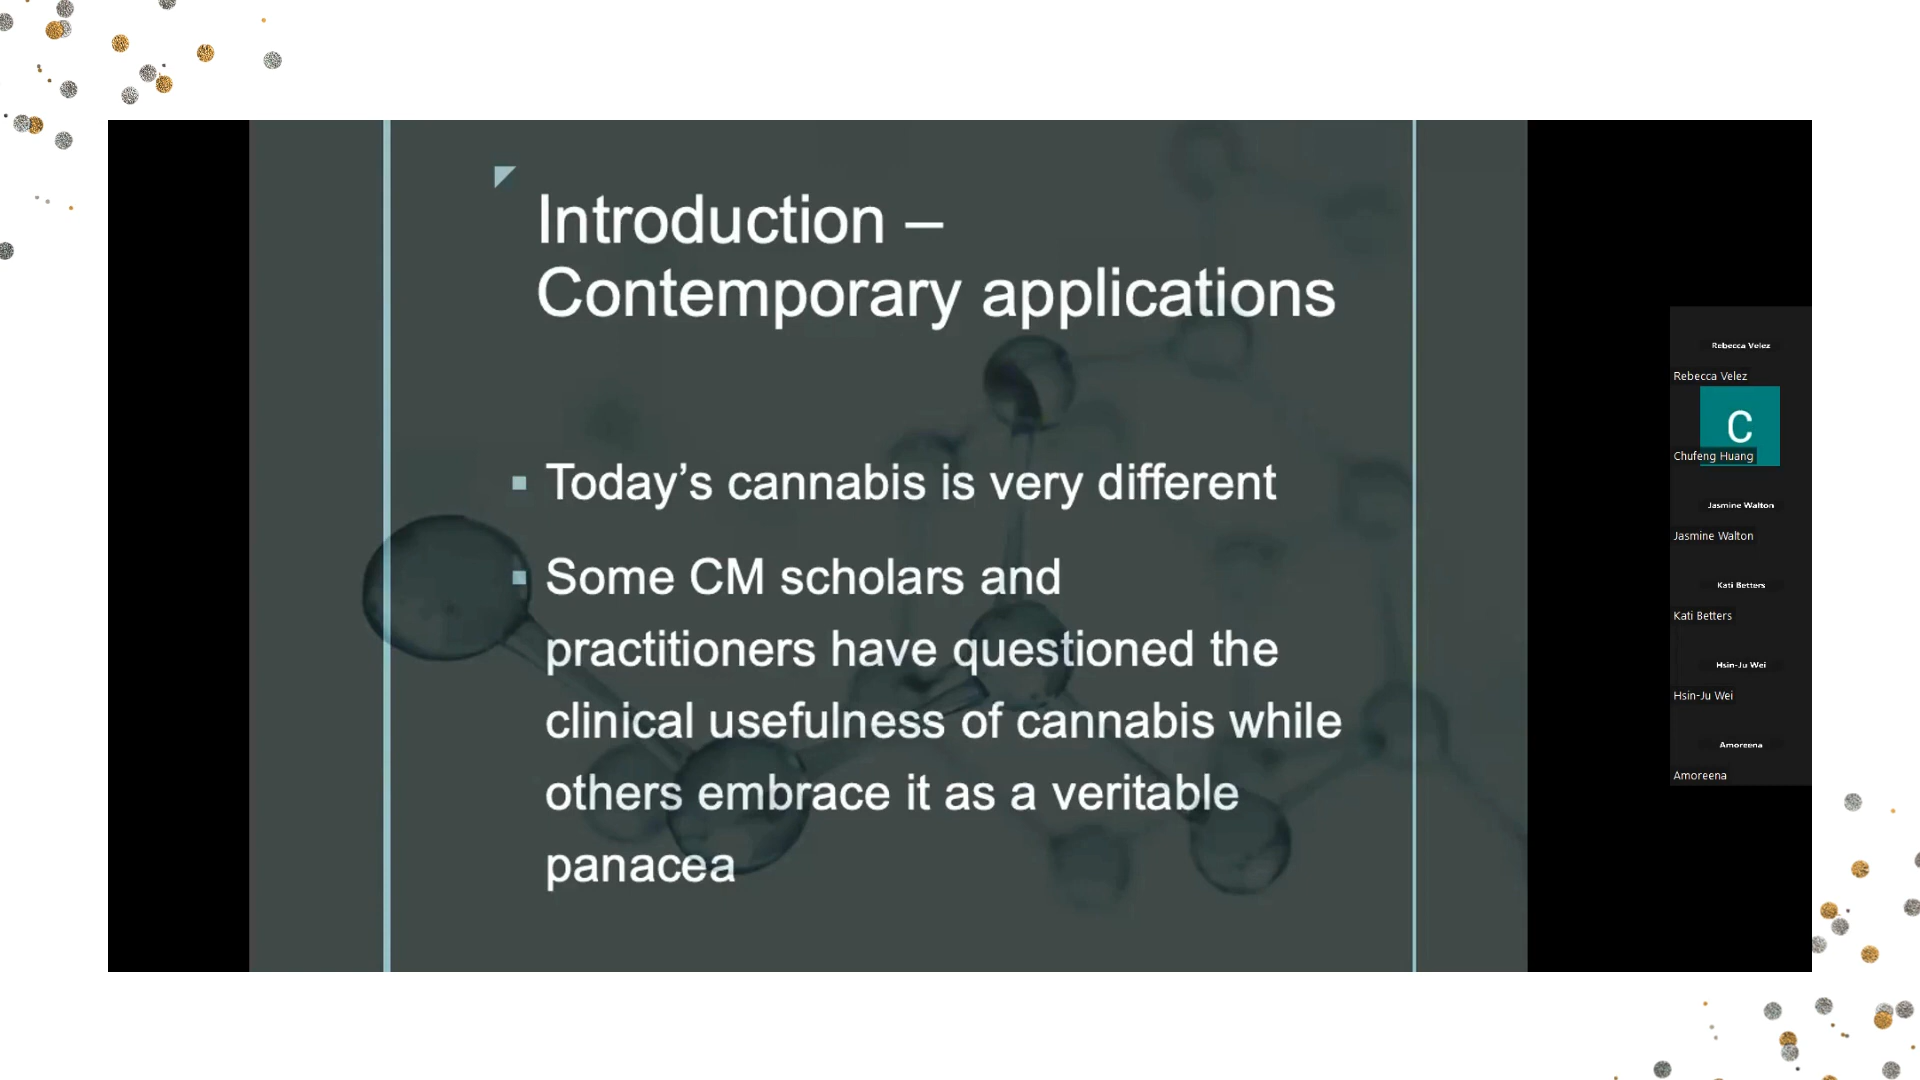 Introduction –
Contemporary applications
Today’s cannabis is very different
Some CM scholars and
practitioners have questioned the
clinical usefulness of cannabis while
others embrace it as a veritable
panacea
Rebecca Velez
Rebecca Velez
C
Chufeng Huang
Jasmine Walton
Jasmine Walton
Kati Betters
Kati Betters
Hsin-Ju Wei
Hsin-Ju Wei
Amoreena
Amoreena